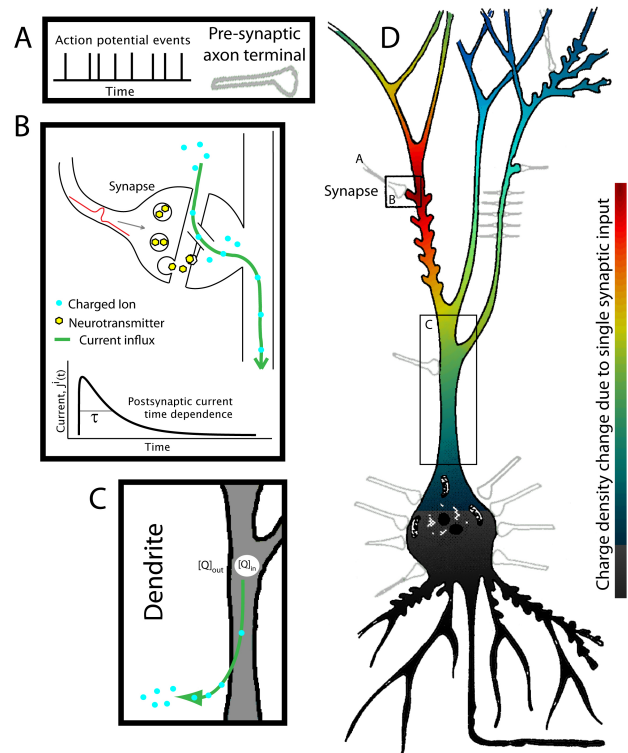 A
Action potential events
Time
Pre-synaptic
axon terminal
B
Synapse
Charged Ion
Neurotransmitter
Current influx
Current, Jⁱ(t)
τ
Postsynaptic current
time dependence
Time
C
Dendrite
[Q]out
[Q]in
D
A
Synapse
B
C
Charge density change due to single synaptic input